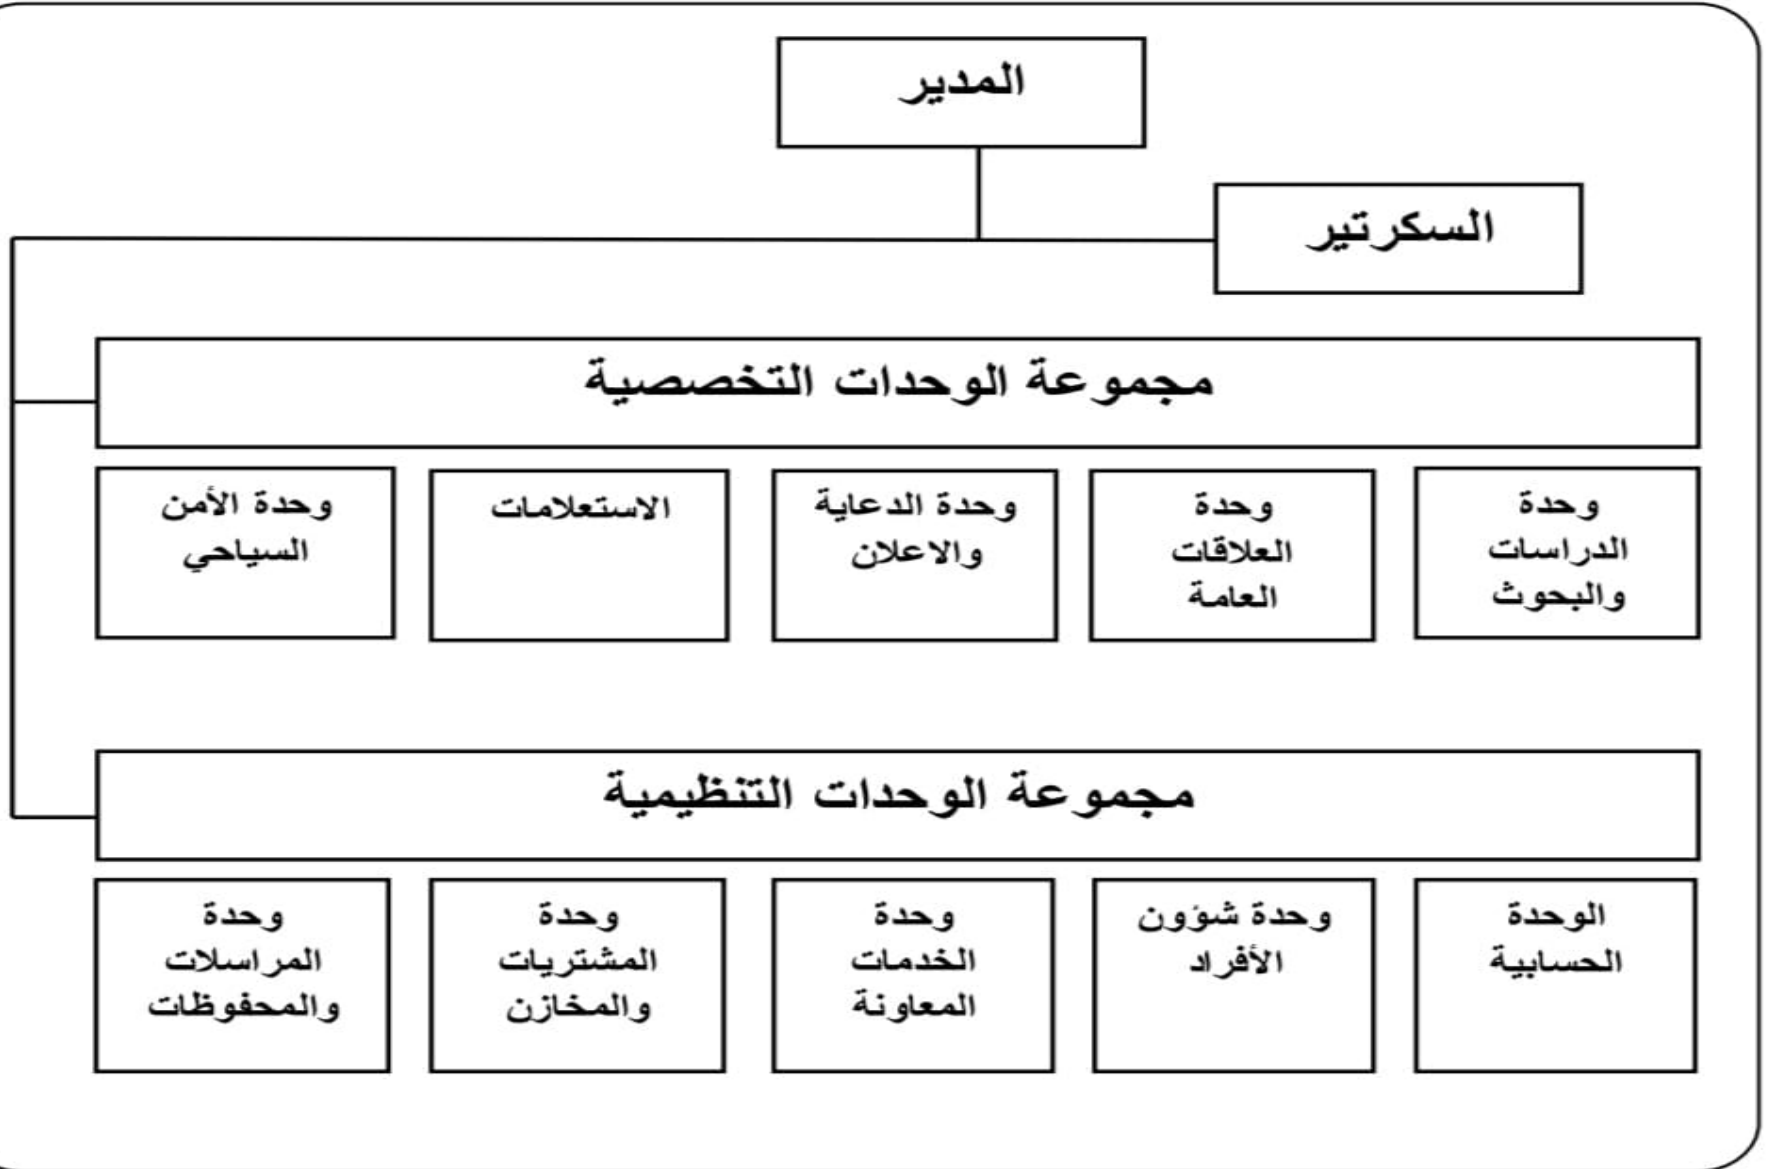 المدير
السكرتير
مجموعة الوحدات التخصصية
وحدة
الدراسات
والبحوث
وحدة
العلاقات
العامة
وحدة الدعاية
والاعلان
الاستعلامات
وحدة الأمن
السياحي
مجموعة الوحدات التنظيمية
الوحدة
الحسابية
وحدة شؤون
الأفراد
وحدة
الخدمات
المعاونة
وحدة
المشتريات
والمخازن
وحدة
المراسلات
والمحفوظات